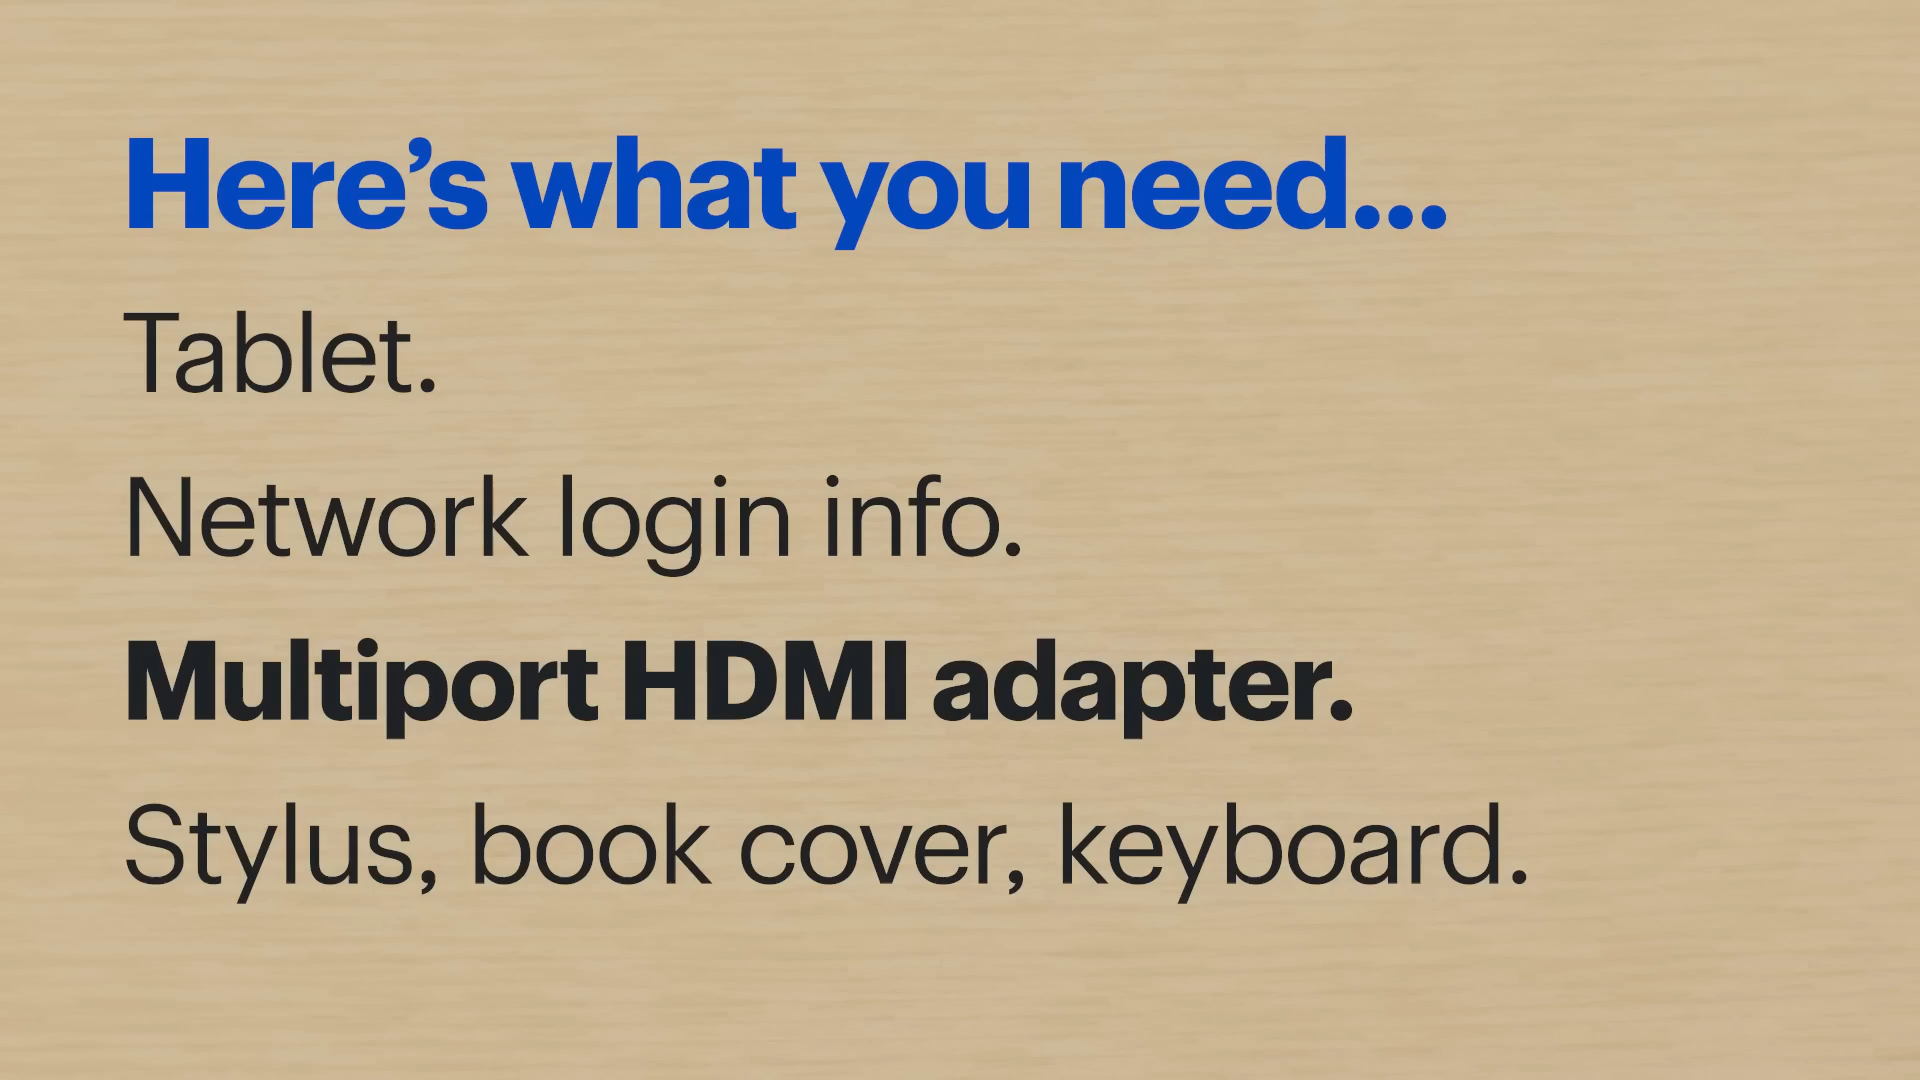 Here’s what you need...
Tablet.
Network login info.
Multiport HDMI adapter.
Stylus, book cover, keyboard.